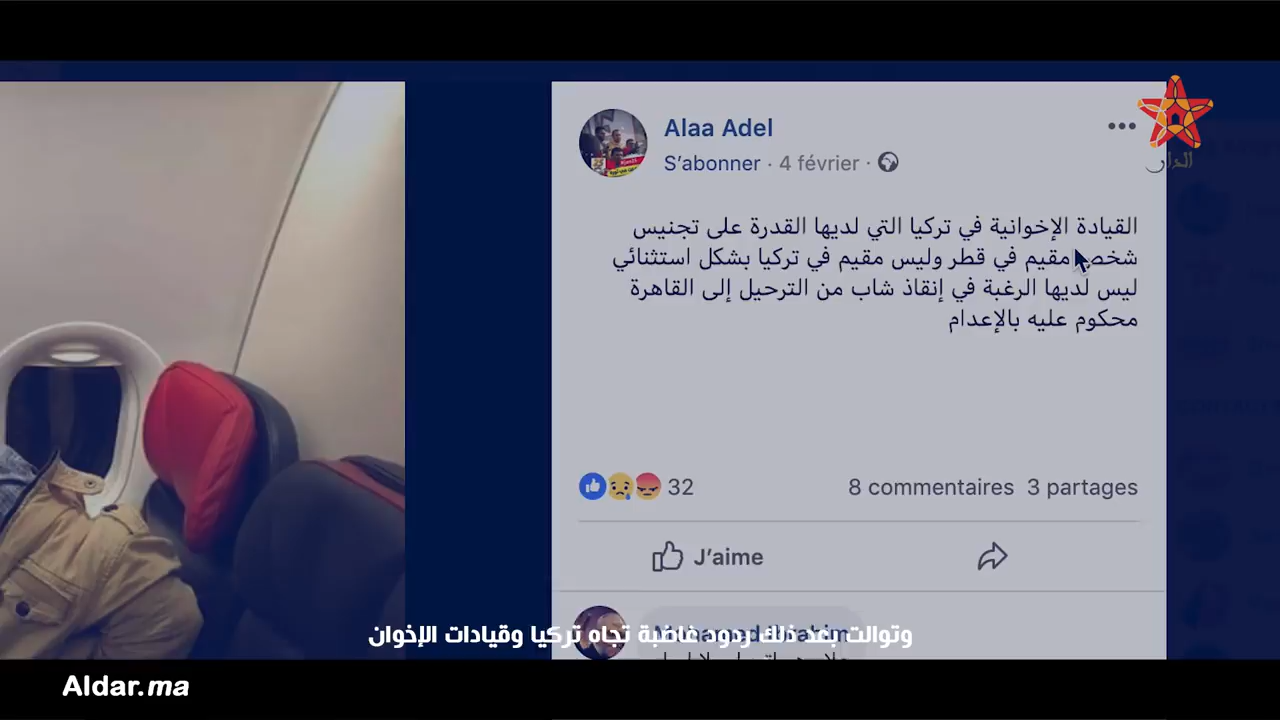 Alaa Adel
S'abonner · 4 février ·
الدار
القيادة الإخوانية في تركيا التي لديها القدرة على تجنيس
شخص مقيم في قطر وليس مقيم في تركيا بشكل استثنائي
ليس لديها الرغبة في إنقاذ شاب من الترحيل إلى القاهرة
محكوم عليه بالإعدام
32
8 commentaires 3 partages
J'aime
Mohamed Ibrahim
وتوالت بعد ذلك ردود غاضبة تجاه تركيا وقيادات الإخوان
Aldar.ma